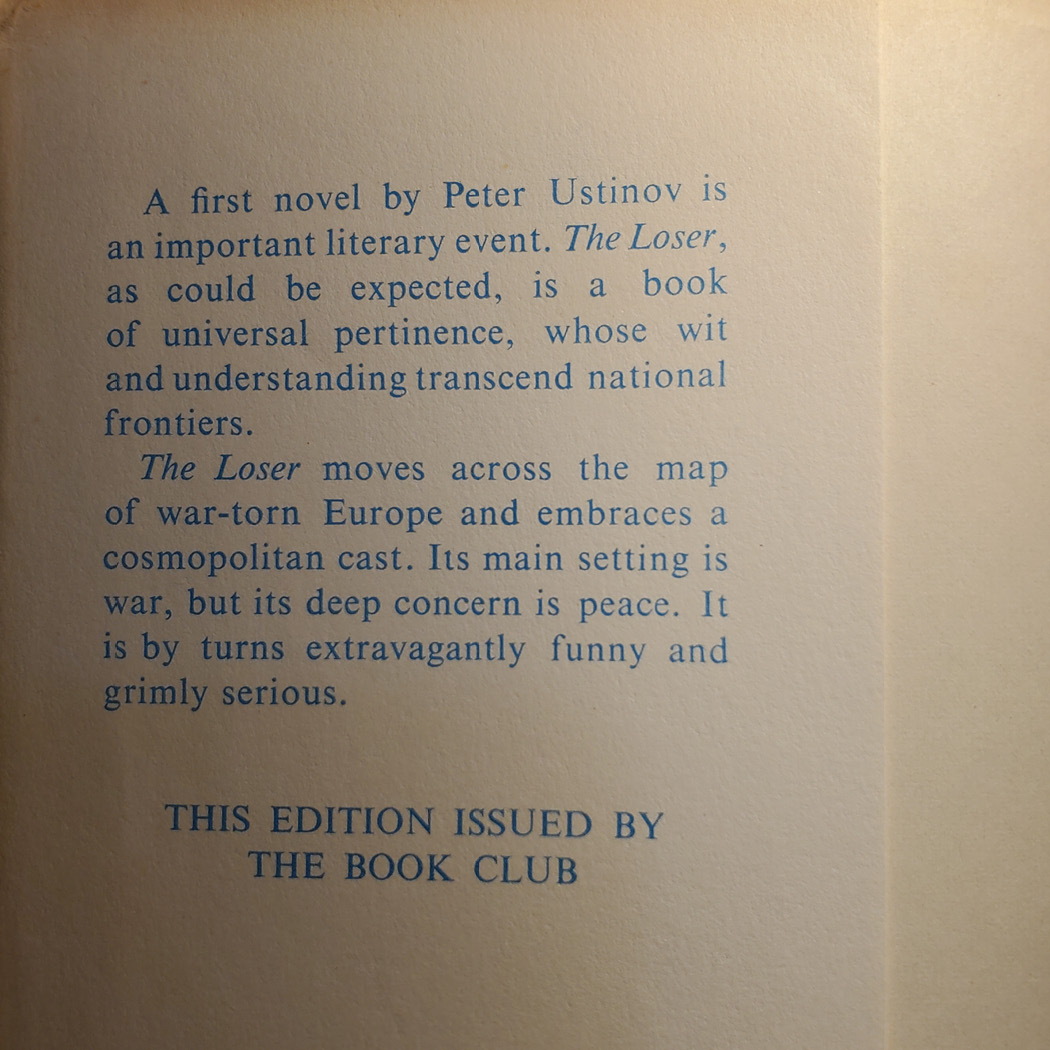 A first novel by Peter Ustinov is
an important literary event. The Loser,
as could be expected, is a book
of universal pertinence, whose wit
and understanding transcend national
frontiers.
The Loser moves across the map
of war-torn Europe and embraces a
cosmopolitan cast. Its main setting is
war, but its deep concern is peace. It
is by turns extravagantly funny and
grimly serious.
THIS EDITION ISSUED BY
THE BOOK CLUB